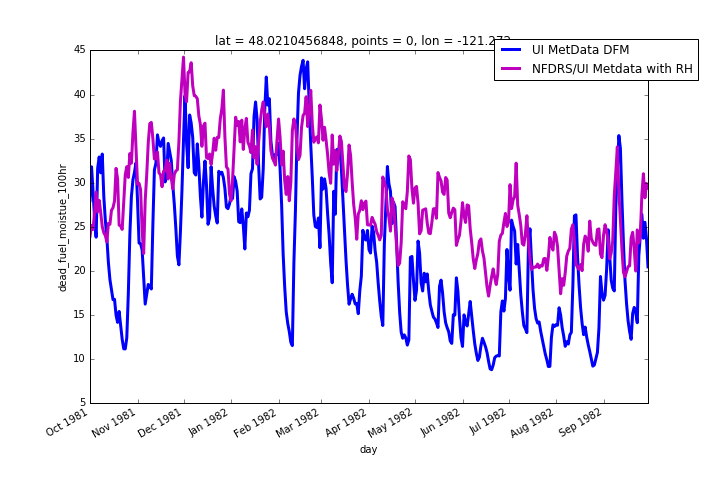 lat = 48.0210456848, points = 0, lon = -121.272
UI MetData DFM
NFDRS/UI Metdata with RH
45
40
35
30
25
20
15
10
5
dead_fuel_moistue_100hr
Oct 1981
Nov 1981
Dec 1981
Jan 1982
Feb 1982
Mar 1982
Apr 1982
May 1982
Jun 1982
Jul 1982
Aug 1982
Sep 1982
day